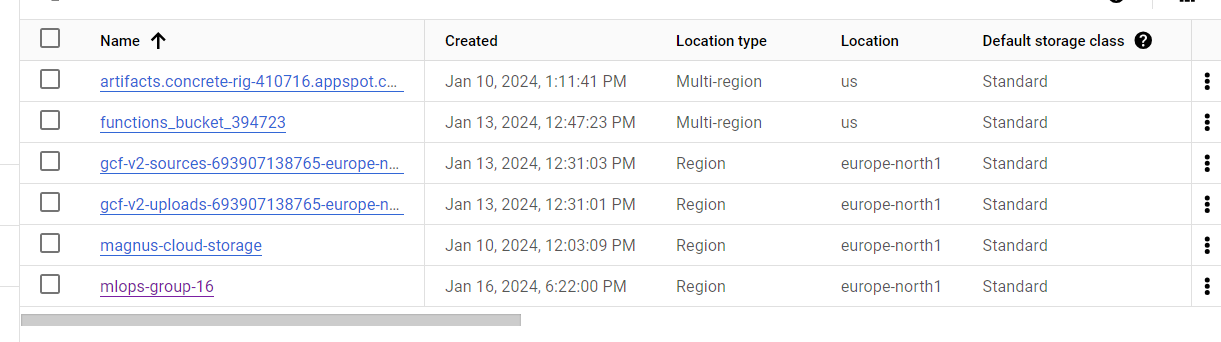 Name Created Location type Location Default storage class
artifacts.concrete-rig-410716.appspot.c... Jan 10, 2024, 1:11:41 PM Multi-region us Standard
functions_bucket_394723 Jan 13, 2024, 12:47:23 PM Multi-region us Standard
gcf-v2-sources-693907138765-europe-n... Jan 13, 2024, 12:31:03 PM Region europe-north1 Standard
gcf-v2-uploads-693907138765-europe-n... Jan 13, 2024, 12:31:01 PM Region europe-north1 Standard
magnus-cloud-storage Jan 10, 2024, 12:03:09 PM Region europe-north1 Standard
mlops-group-16 Jan 16, 2024, 6:22:00 PM Region europe-north1 Standard